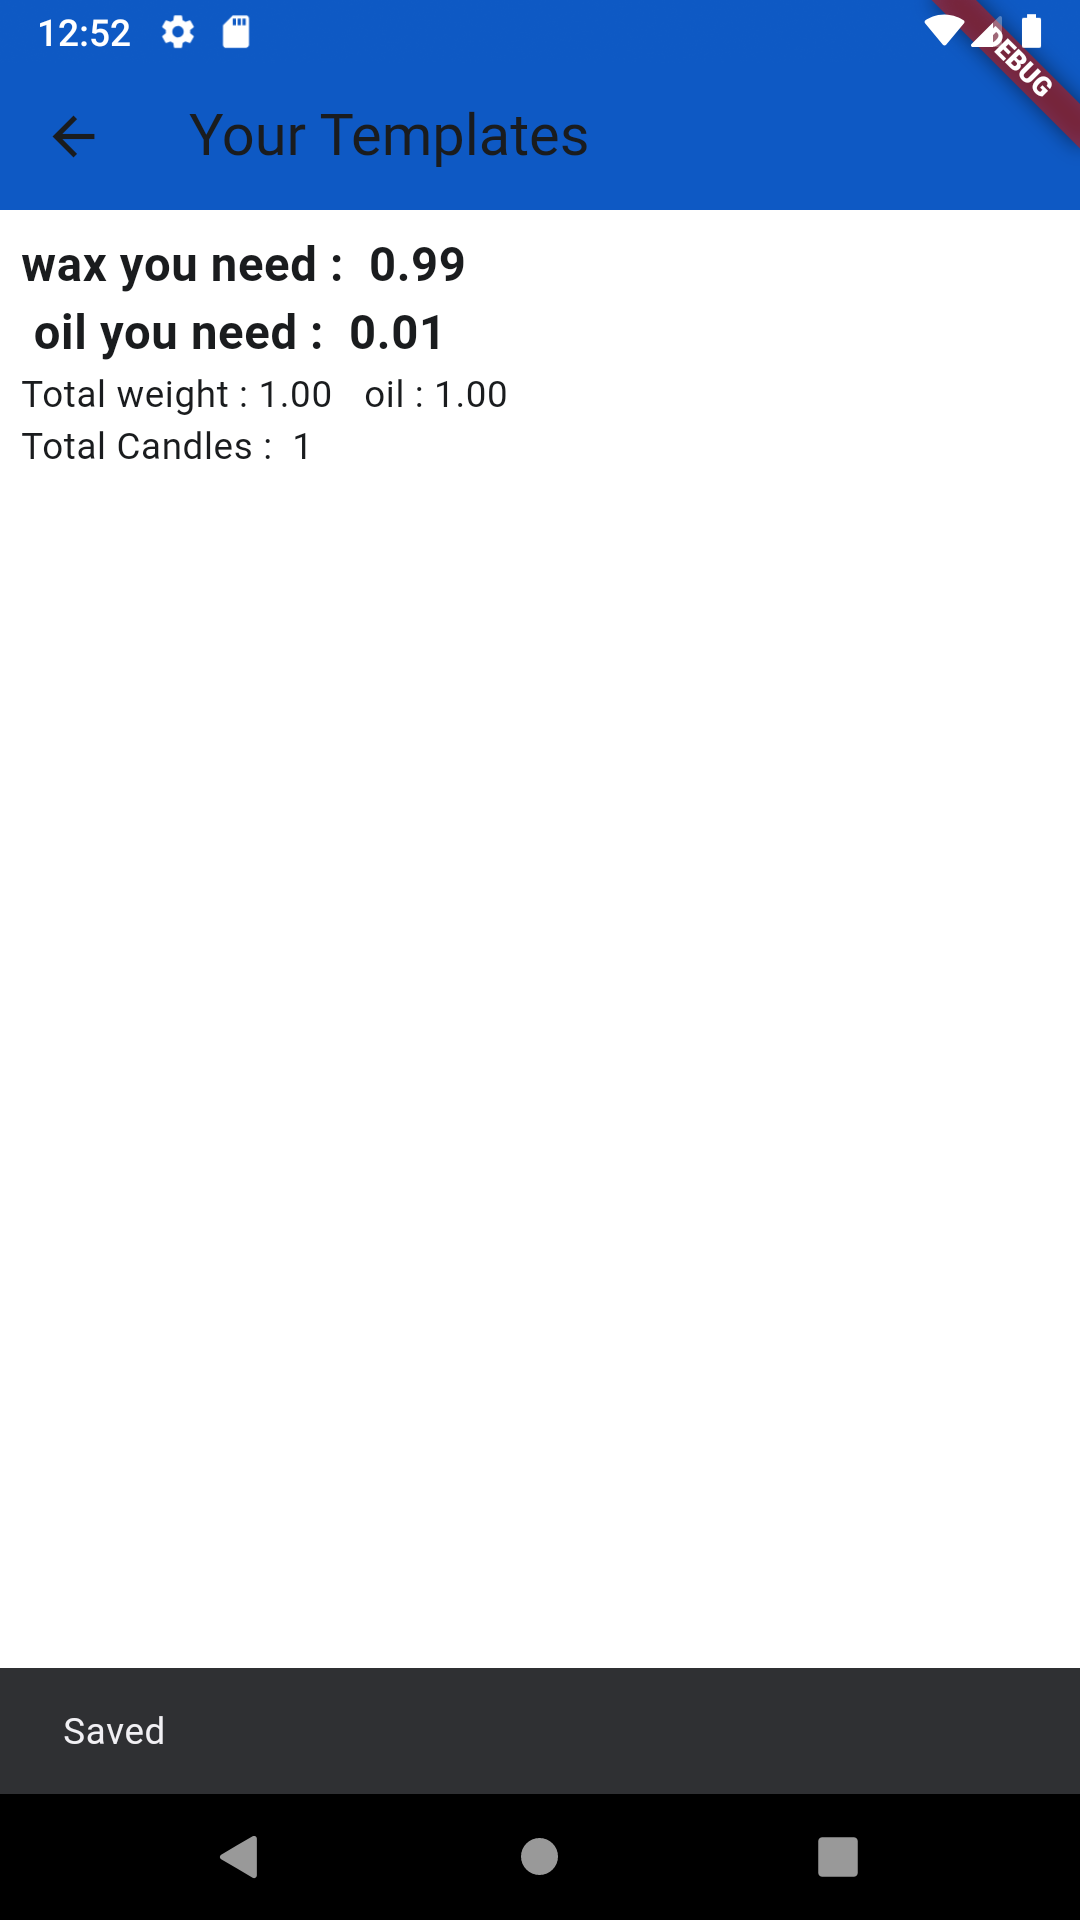 12:52
DEBUG
Your Templates
wax you need :  0.99
oil you need :  0.01
Total weight : 1.00   oil : 1.00
Total Candles :  1
Saved